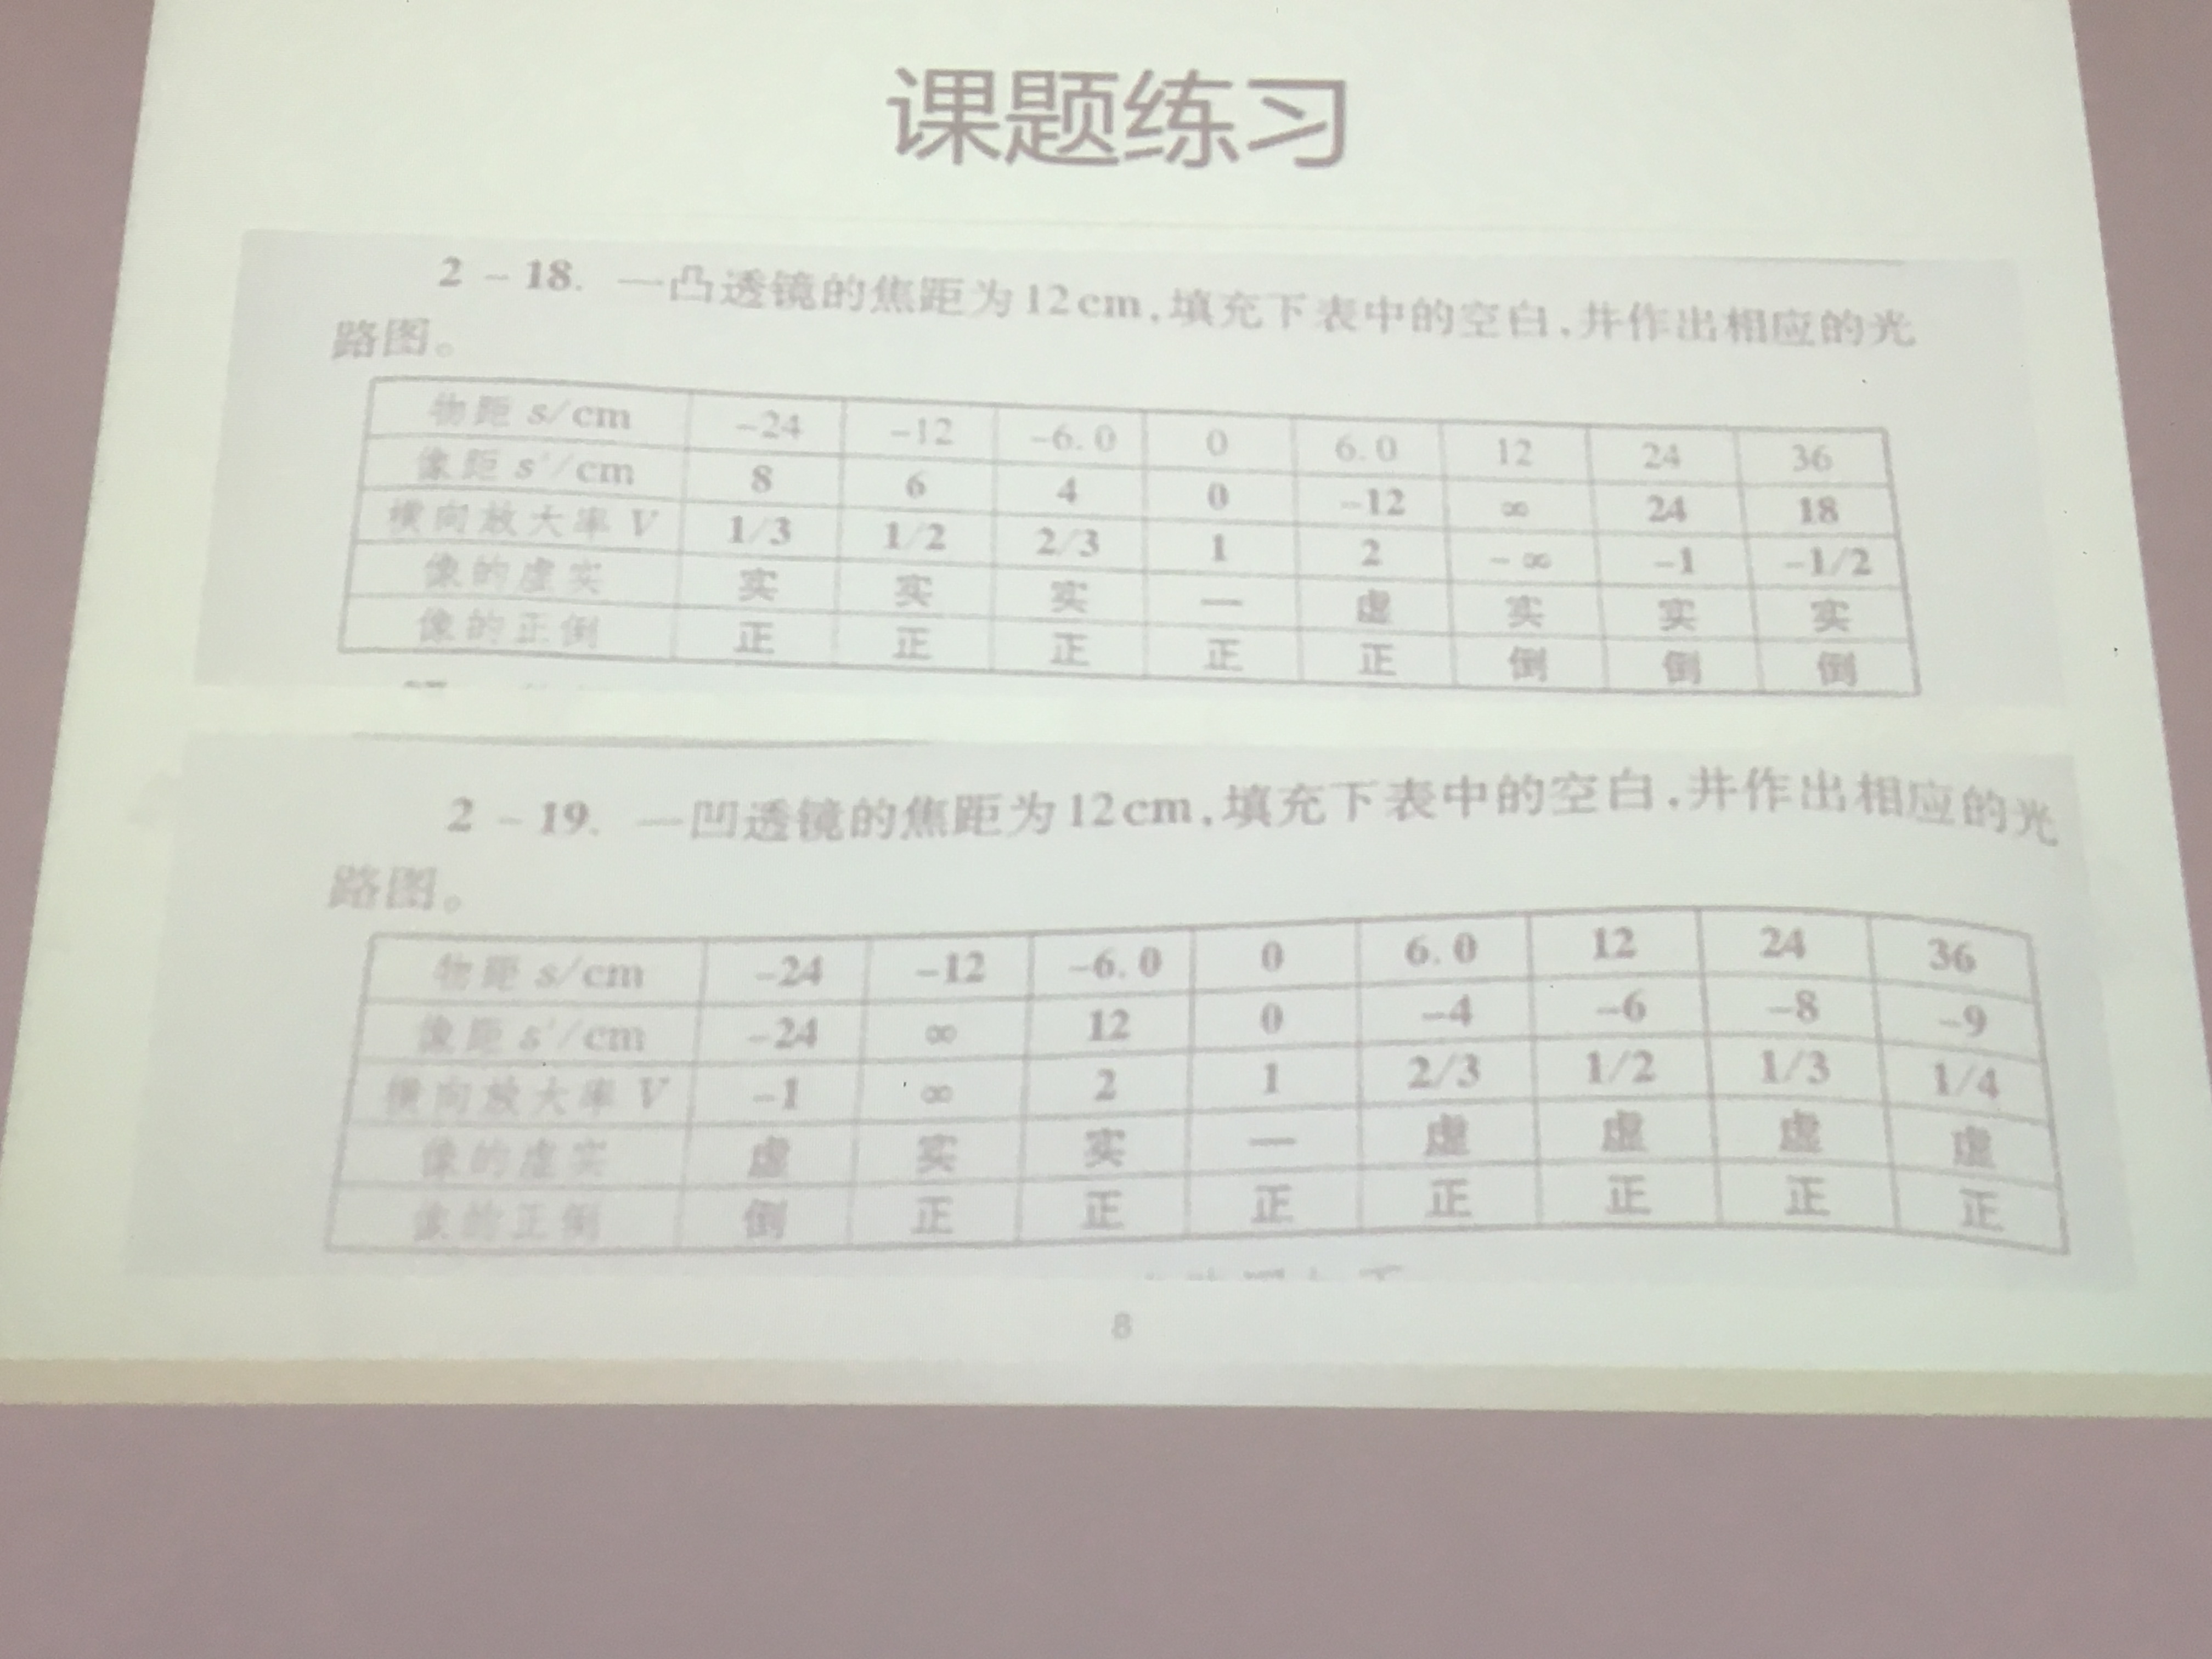 课题练习
2-18. 一凸透镜的焦距为12cm,填充下表中的空白,并作出相应的光
路图。
物距 s/cm -24 -12 -6.0 0 6.0 12 24 36
像距 s'/cm 8 6 4 0 -12 ∞ 24 18
横向放大率 V 1/3 1/2 2/3 1 2 -∞ -1 -1/2
像的虚实 实 实 实 — 虚 实 实 实
像的正倒 正 正 正 正 正 倒 倒 倒
2-19. 一凹透镜的焦距为12cm,填充下表中的空白,并作出相应的光
路图。
物距 s/cm -24 -12 -6.0 0 6.0 12 24 36
像距 s'/cm -24 ∞ 12 0 -4 -6 -8 -9
横向放大率 V -1 ∞ 2 1 2/3 1/2 1/3 1/4
像的虚实 虚 实 实 — 虚 虚 虚 虚
像的正倒 倒 正 正 正 正 正 正 正
8